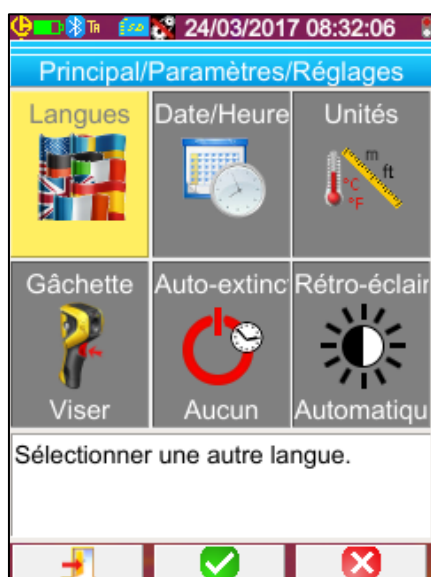 TA 24/03/2017 08:32:06
Principal/Paramètres/Réglages
Langues Date/Heure Unités
m
ft
°C
°F
Gâchette Auto-extinc Rétro-éclair
Viser Aucun Automatiqu
Sélectionner une autre langue.